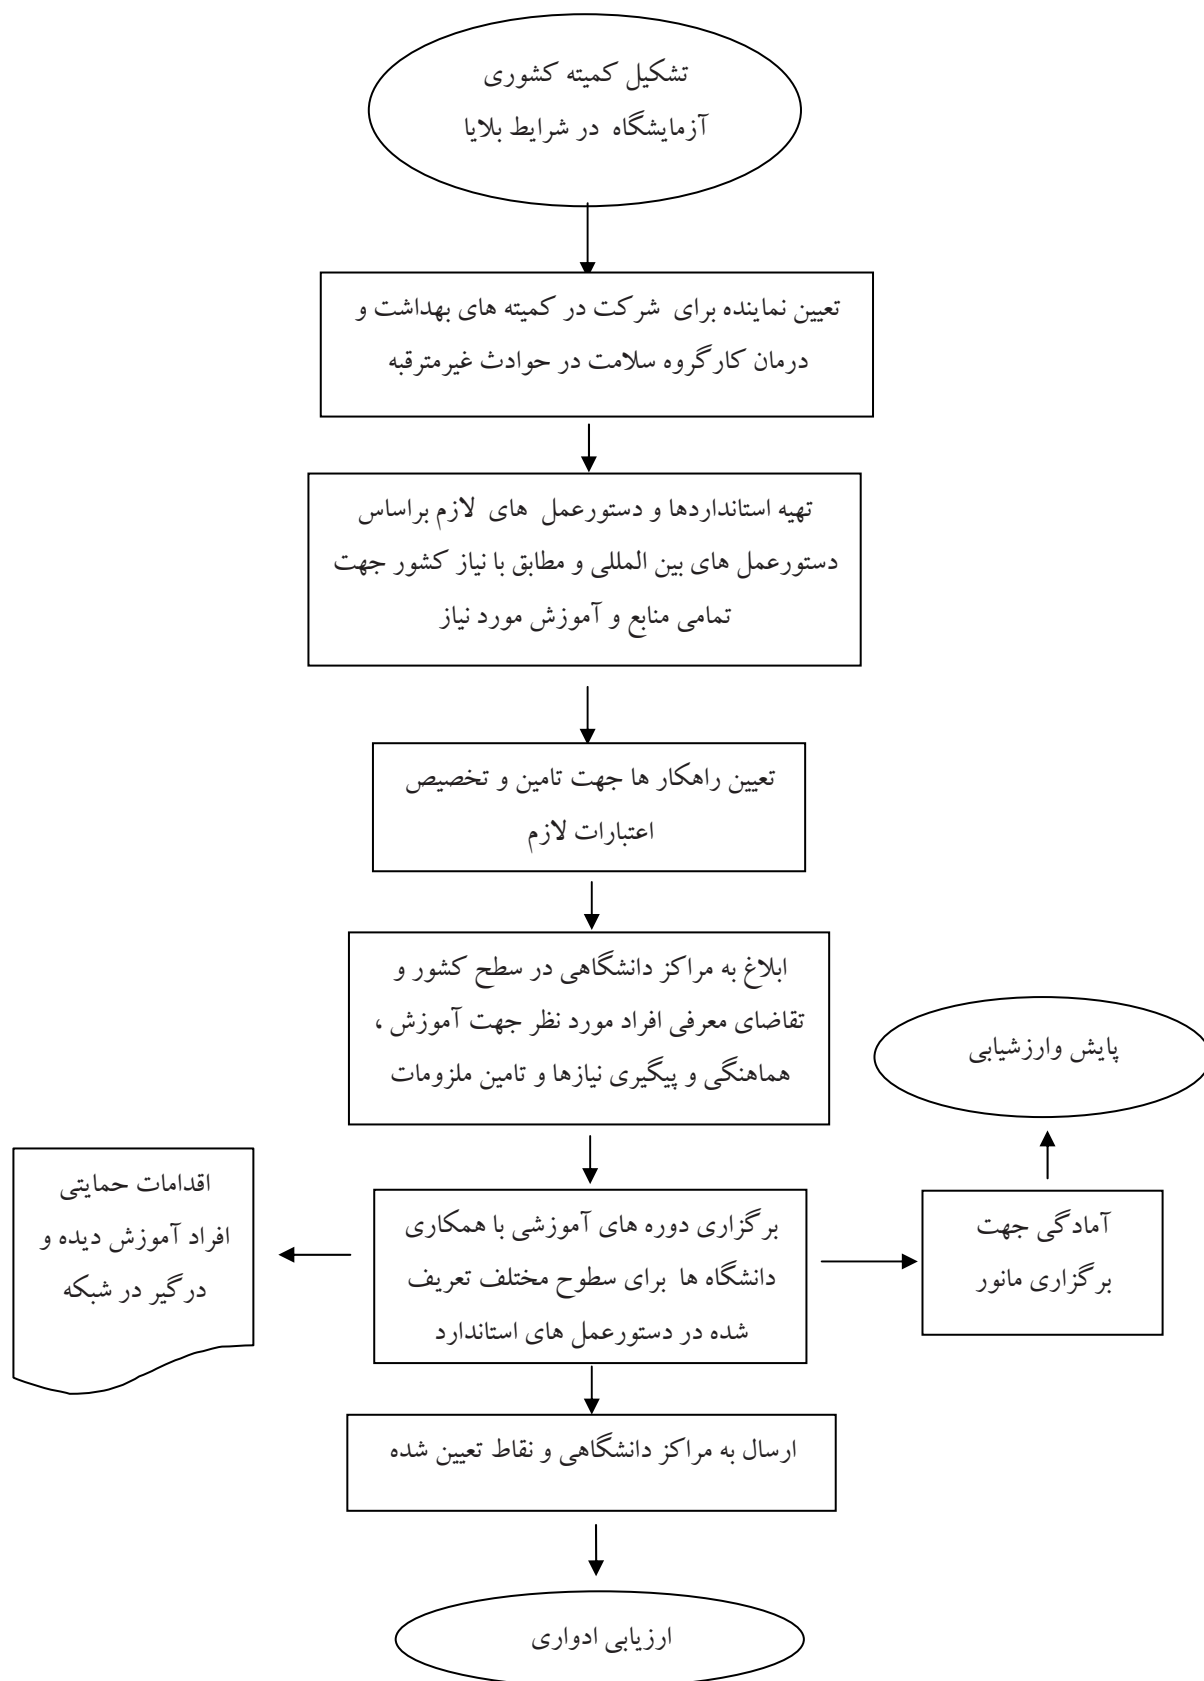 تشکیل کمیته کشوری
آزمایشگاه در شرایط بلایا
تعیین نماینده برای شرکت در کمیته های بهداشت و
درمان کارگروه سلامت در حوادث غیرمترقبه
تهیه استانداردها و دستورعمل های لازم براساس
دستورعمل های بین المللی و مطابق با نیاز کشور جهت
تمامی منابع و آموزش مورد نیاز
تعیین راهکار ها جهت تامین و تخصیص
اعتبارات لازم
ابلاغ به مراکز دانشگاهی در سطح کشور و
تقاضای معرفی افراد مورد نظر جهت آموزش ،
هماهنگی و پیگیری نیازها و تامین ملزومات
پایش وارزشیابی
آمادگی جهت
برگزاری مانور
برگزاری دوره های آموزشی با همکاری
دانشگاه ها برای سطوح مختلف تعریف
شده در دستورعمل های استاندارد
اقدامات حمایتی
افراد آموزش دیده و
درگیر در شبکه
ارسال به مراکز دانشگاهی و نقاط تعیین شده
ارزیابی ادواری